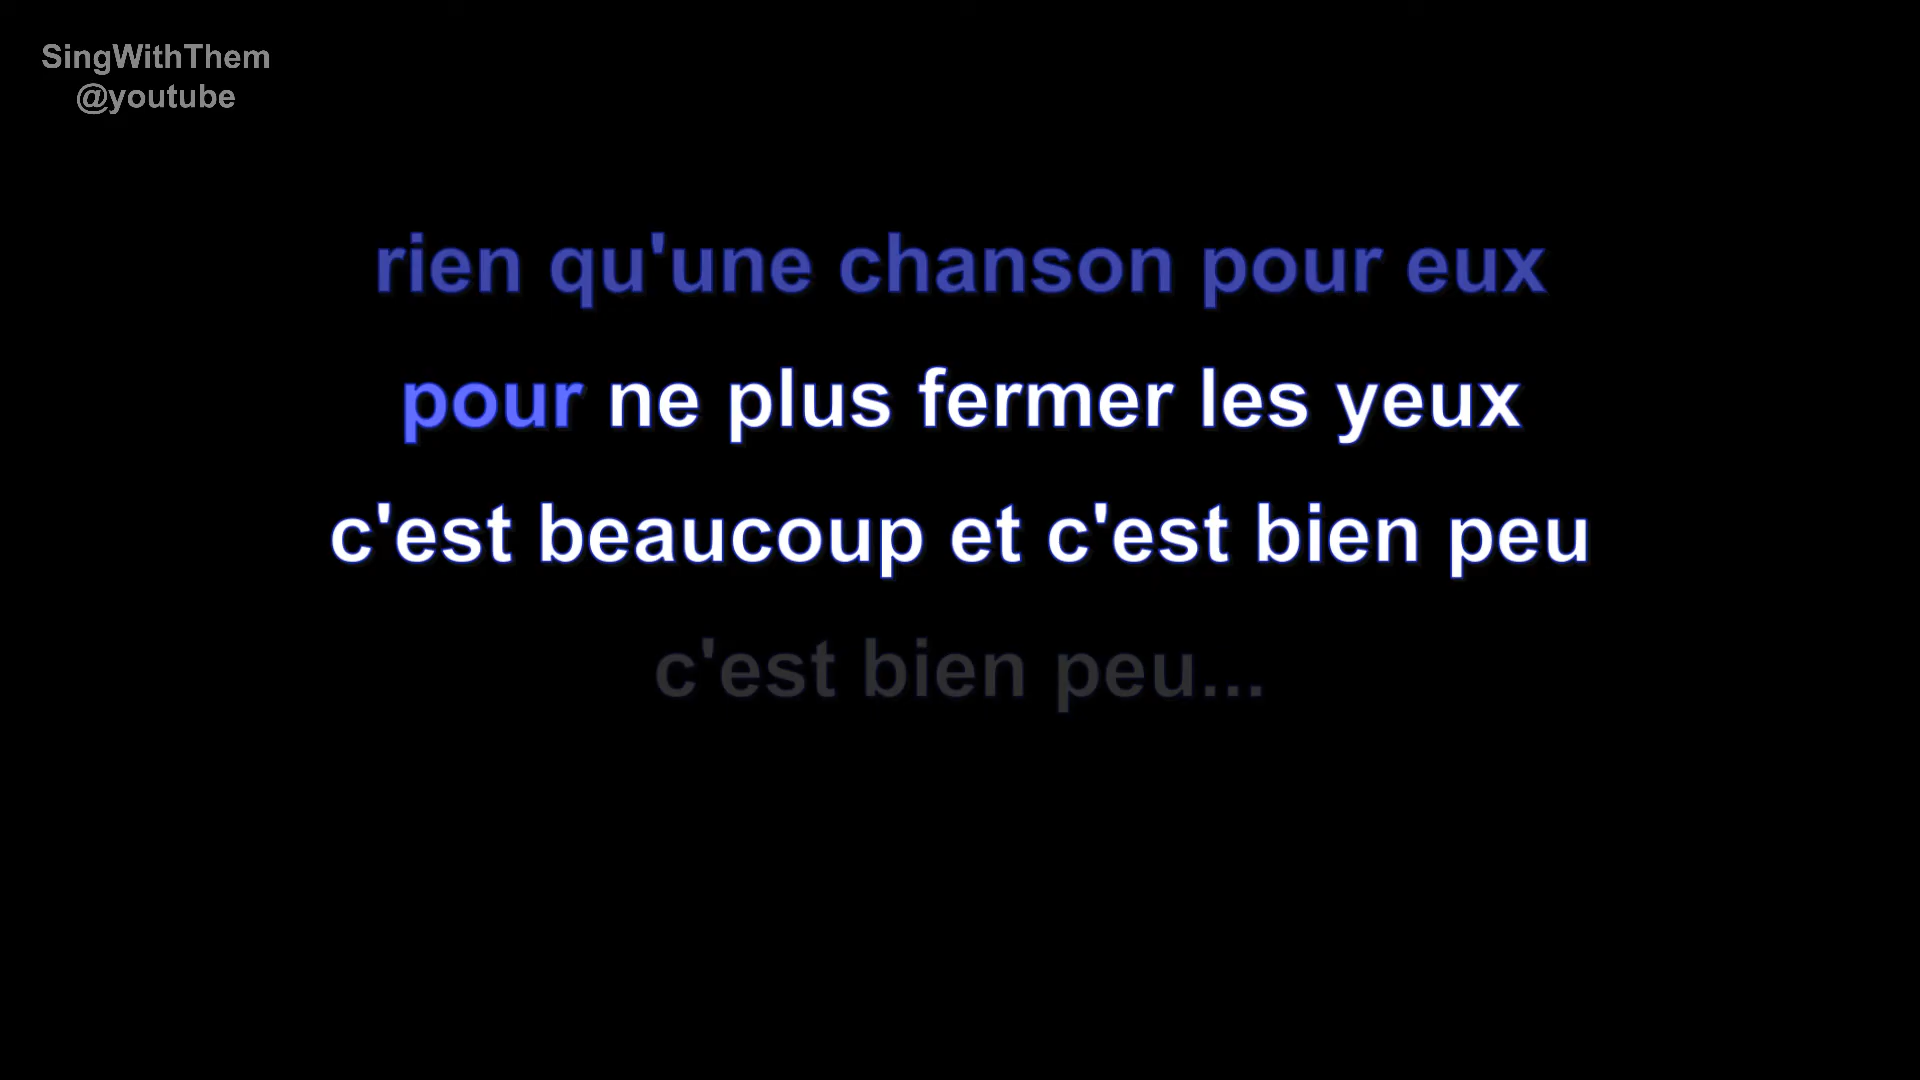 SingWithThem
@youtube
rien qu'une chanson pour eux
pour ne plus fermer les yeux
c'est beaucoup et c'est bien peu
c'est bien peu...